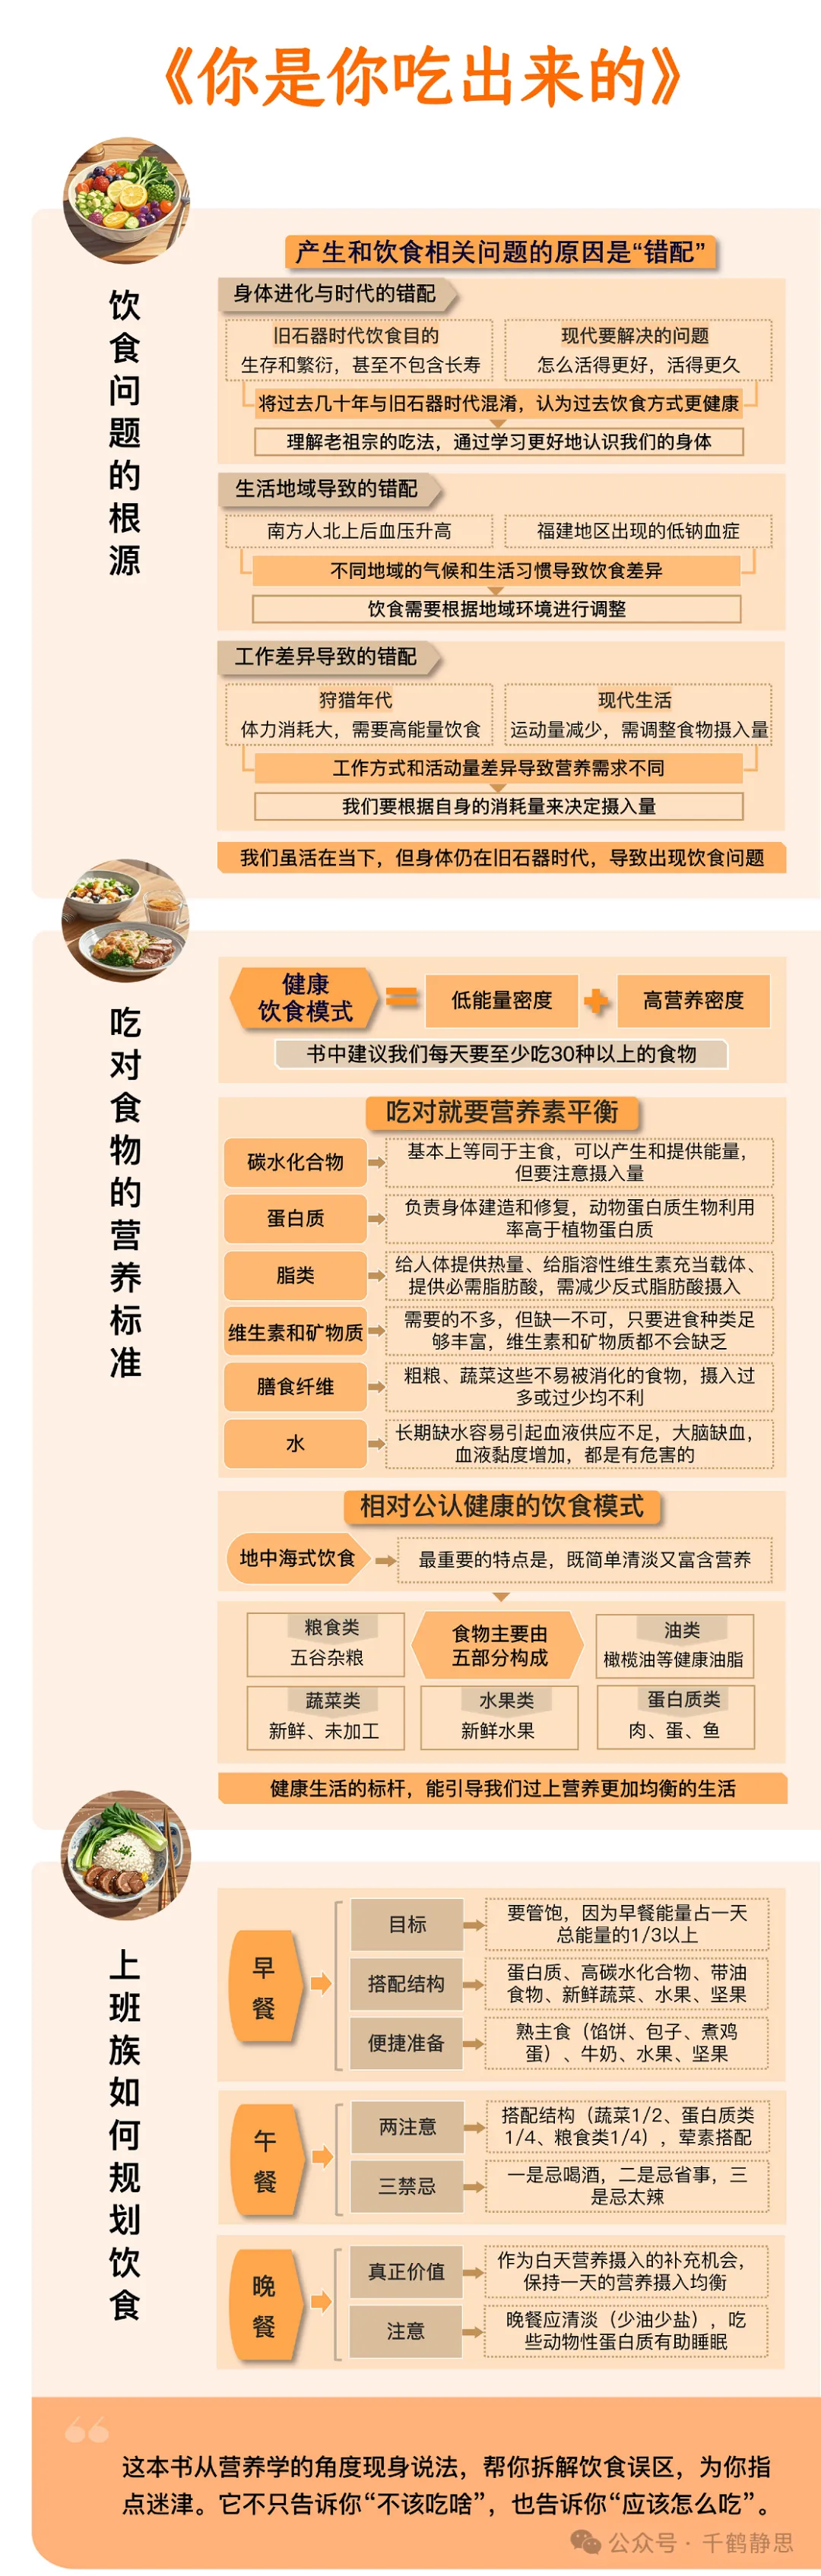 《你是你吃出来的》
饮食问题的根源
产生和饮食相关问题的原因是“错配”
身体进化与时代的错配
旧石器时代饮食目的
生存和繁衍，甚至不包含长寿
现代要解决的问题
怎么活得更好，活得更久
将过去几十年与旧石器时代混淆，认为过去饮食方式更健康
理解老祖宗的吃法，通过学习更好地认识我们的身体
生活地域导致的错配
南方人北上后血压升高
福建地区出现的低钠血症
不同地域的气候和生活习惯导致饮食差异
饮食需要根据地域环境进行调整
工作差异导致的错配
狩猎年代
体力消耗大，需要高能量饮食
现代生活
运动量减少，需调整食物摄入量
工作方式和活动量差异导致营养需求不同
我们要根据自身的消耗量来决定摄入量
我们虽活在当下，但身体仍在旧石器时代，导致出现饮食问题
吃对食物的营养标准
健康
饮食模式
=
低能量密度
+
高营养密度
书中建议我们每天要至少吃30种以上的食物
吃对就要营养素平衡
碳水化合物
基本上等同于主食，可以产生和提供能量，
但要注意摄入量
蛋白质
负责身体建造和修复，动物蛋白质生物利用
率高于植物蛋白质
脂类
给人体提供热量、给脂溶性维生素充当载体、
提供必需脂肪酸，需减少反式脂肪酸摄入
维生素和矿物质
需要的不多，但缺一不可，只要进食种类足
够丰富，维生素和矿物质都不会缺乏
膳食纤维
粗粮、蔬菜这些不易被消化的食物，摄入过
多或过少均不利
水
长期缺水容易引起血液供应不足，大脑缺血，
血液黏度增加，都是有危害的
相对公认健康的饮食模式
地中海式饮食
最重要的特点是，既简单清淡又富含营养
粮食类
五谷杂粮
食物主要由
五部分构成
油类
橄榄油等健康油脂
蔬菜类
新鲜、未加工
水果类
新鲜水果
蛋白质类
肉、蛋、鱼
健康生活的标杆，能引导我们过上营养更加均衡的生活
上班族如何规划饮食
早餐
目标
要管饱，因为早餐能量占一天
总能量的1/3以上
搭配结构
蛋白质、高碳水化合物、带油
食物、新鲜蔬菜、水果、坚果
便捷准备
熟主食（馅饼、包子、煮鸡
蛋）、牛奶、水果、坚果
午餐
两注意
搭配结构（蔬菜1/2、蛋白质类
1/4、粮食类1/4），荤素搭配
三禁忌
一是忌喝酒，二是忌省事，三
是忌太辣
晚餐
真正价值
作为白天营养摄入的补充机会，
保持一天的营养摄入均衡
注意
晚餐应清淡（少油少盐），吃
些动物性蛋白质有助睡眠
这本书从营养学的角度现身说法，帮你拆解饮食误区，为你指
点迷津。它不只告诉你“不该吃啥”，也告诉你“应该怎么吃”。
公众号 · 千鹤静思